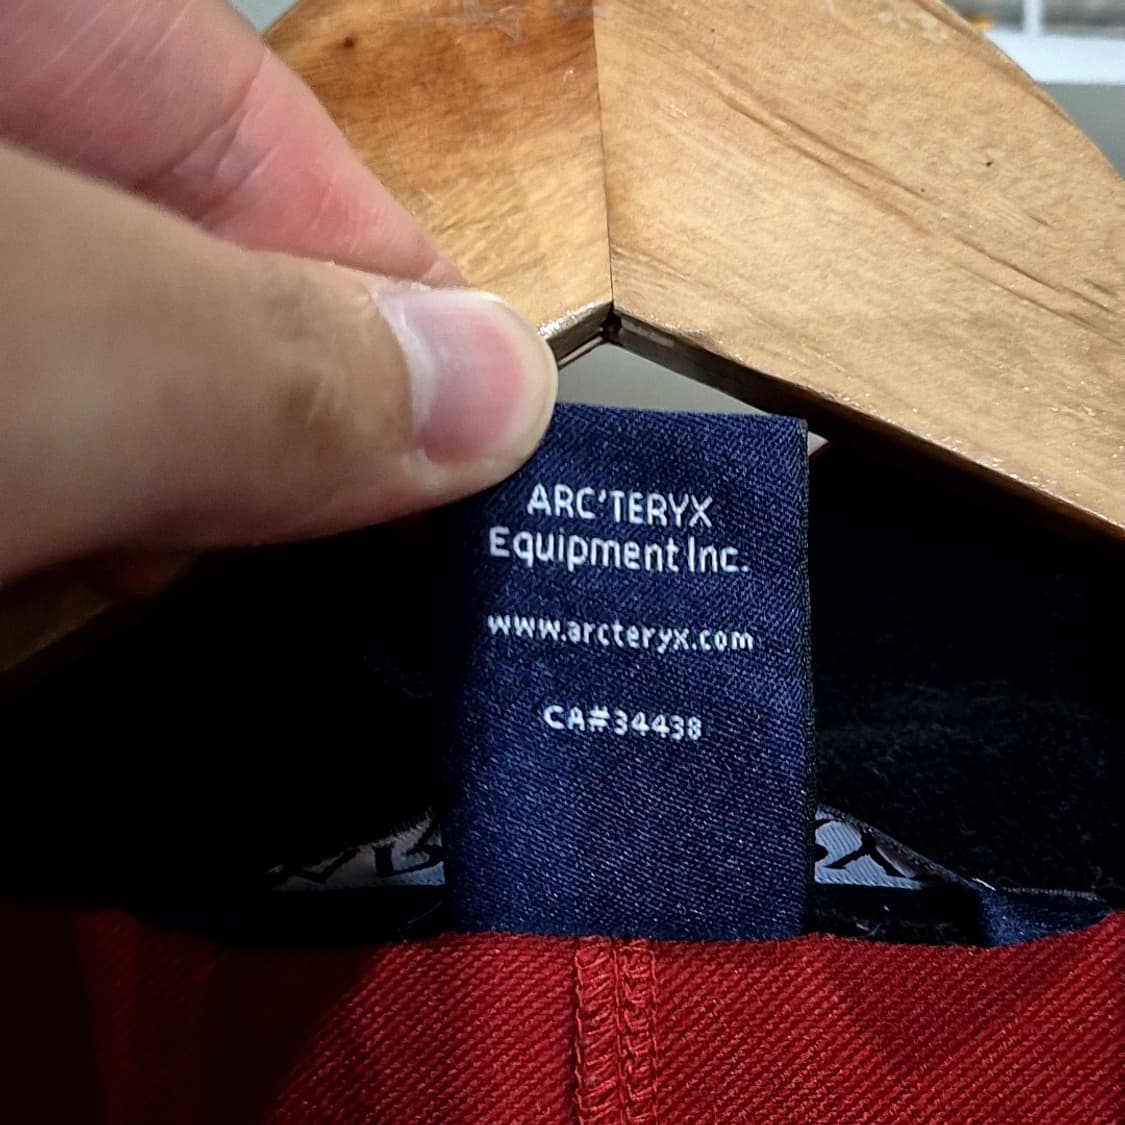 ARC'TERYX
Equipment Inc.
www.arcteryx.com
CA#34438